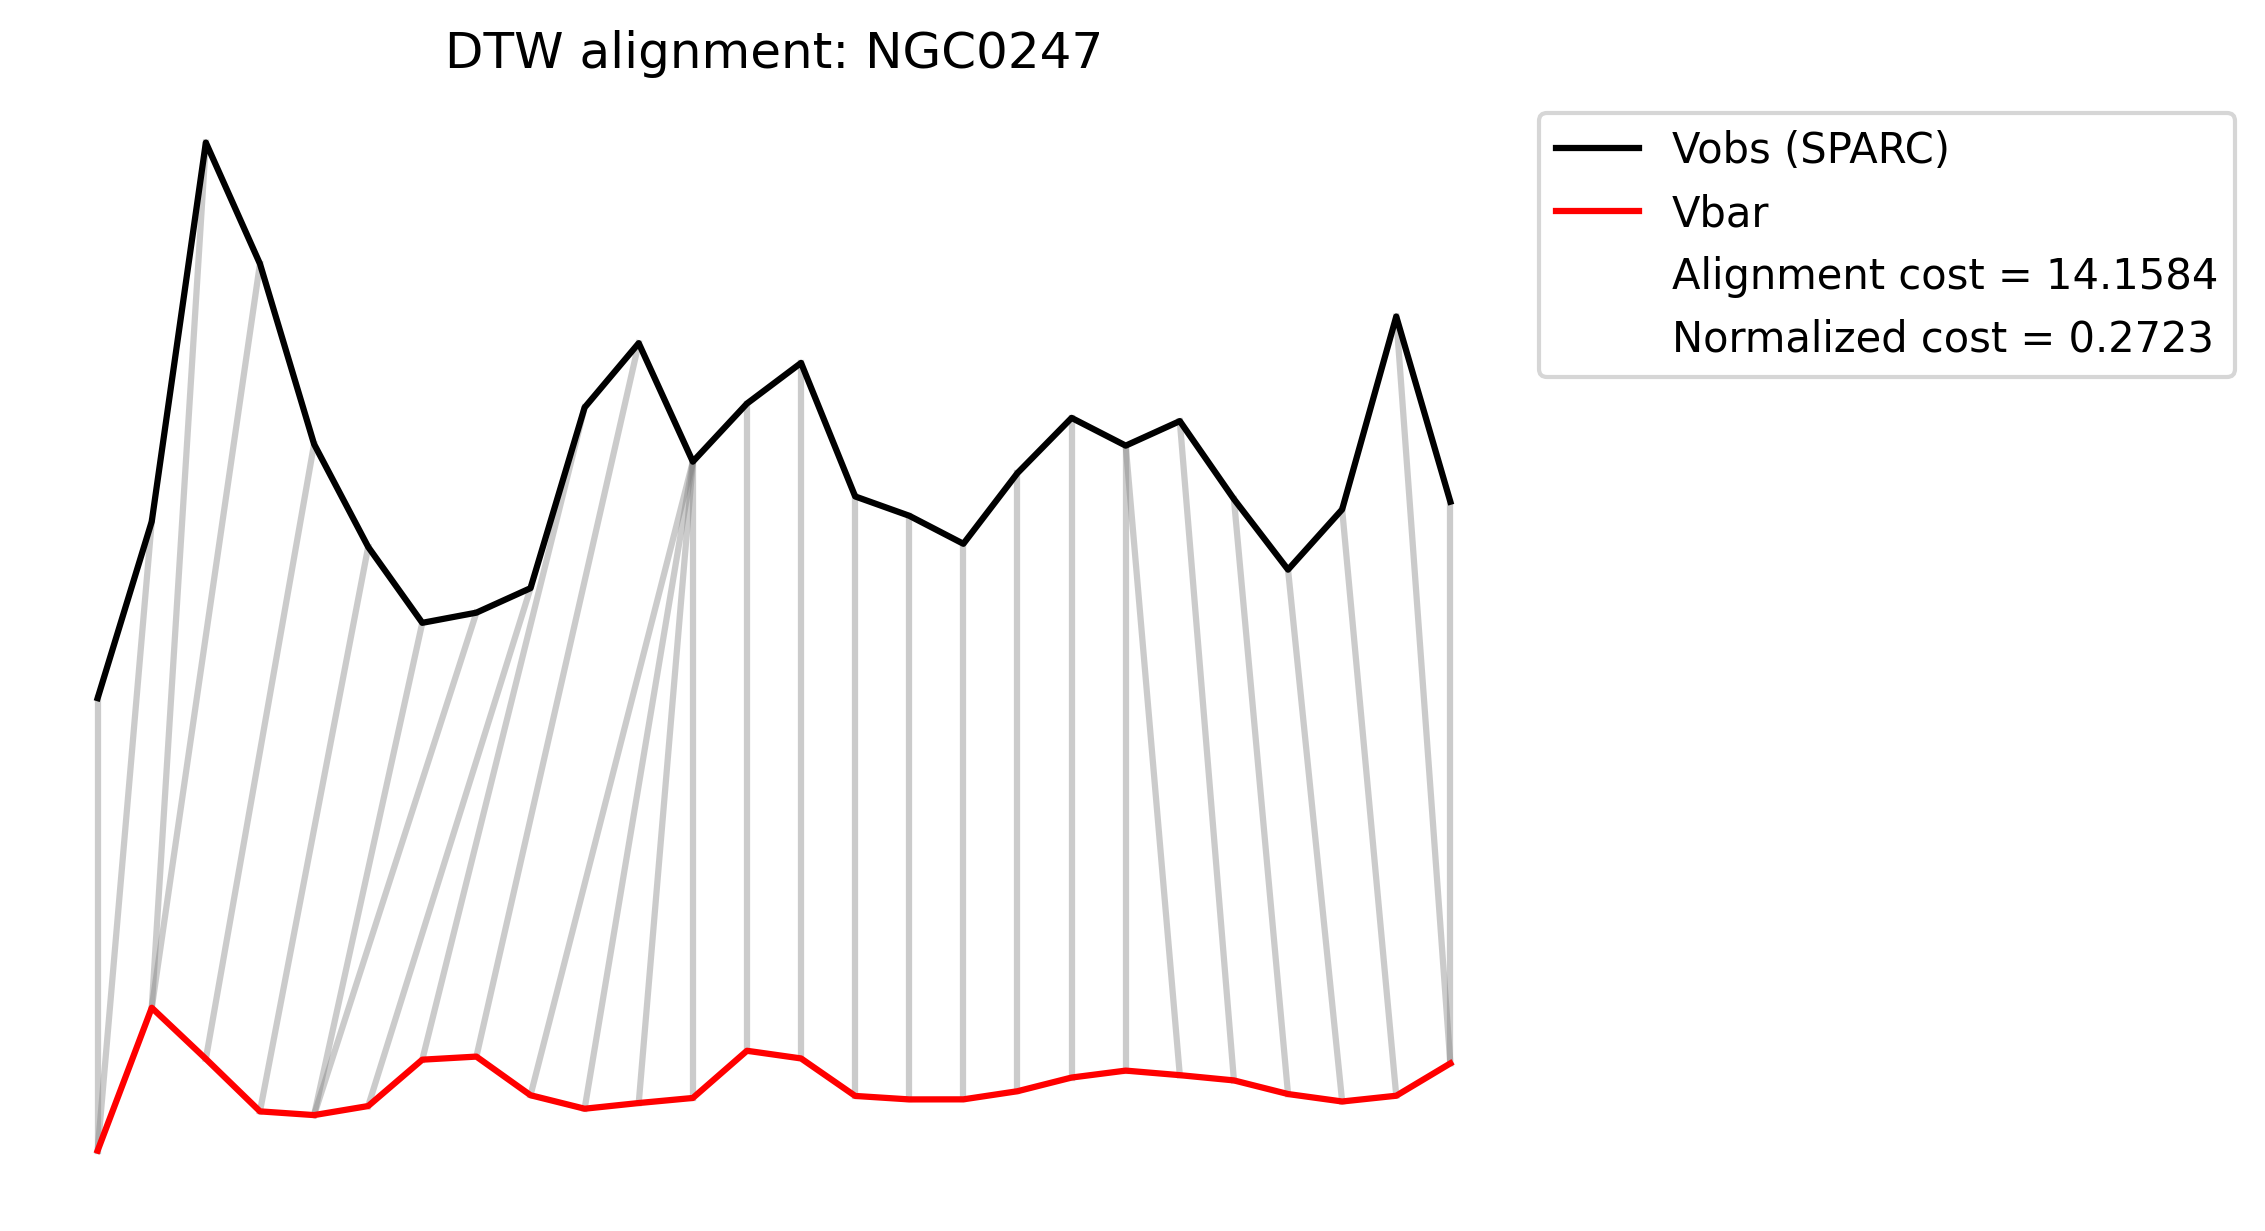 DTW alignment: NGC0247
Vobs (SPARC)
Vbar
Alignment cost = 14.1584
Normalized cost = 0.2723